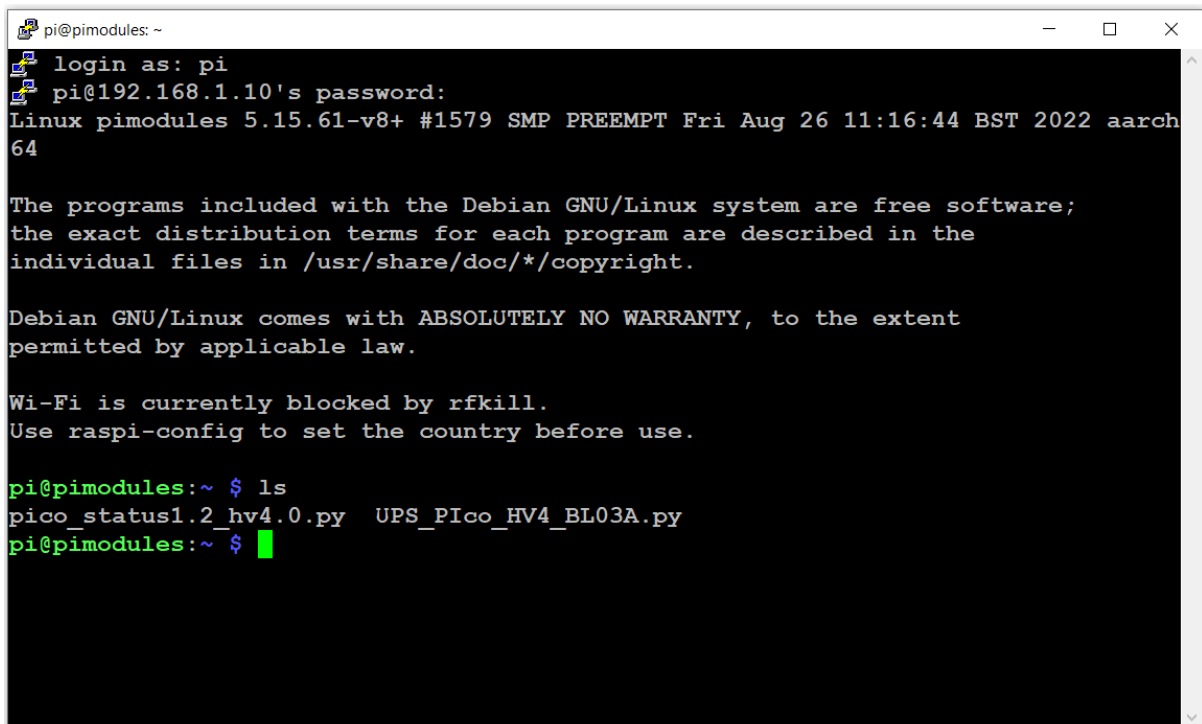 pi@pimodules: ~
login as: pi
pi@192.168.1.10's password:
Linux pimodules 5.15.61-v8+ #1579 SMP PREEMPT Fri Aug 26 11:16:44 BST 2022 aarch
64
The programs included with the Debian GNU/Linux system are free software;
the exact distribution terms for each program are described in the
individual files in /usr/share/doc/*/copyright.
Debian GNU/Linux comes with ABSOLUTELY NO WARRANTY, to the extent
permitted by applicable law.
Wi-Fi is currently blocked by rfkill.
Use raspi-config to set the country before use.
pi@pimodules:~ $ ls
pico_status1.2_hv4.0.py  UPS_PIco_HV4_BL03A.py
pi@pimodules:~ $